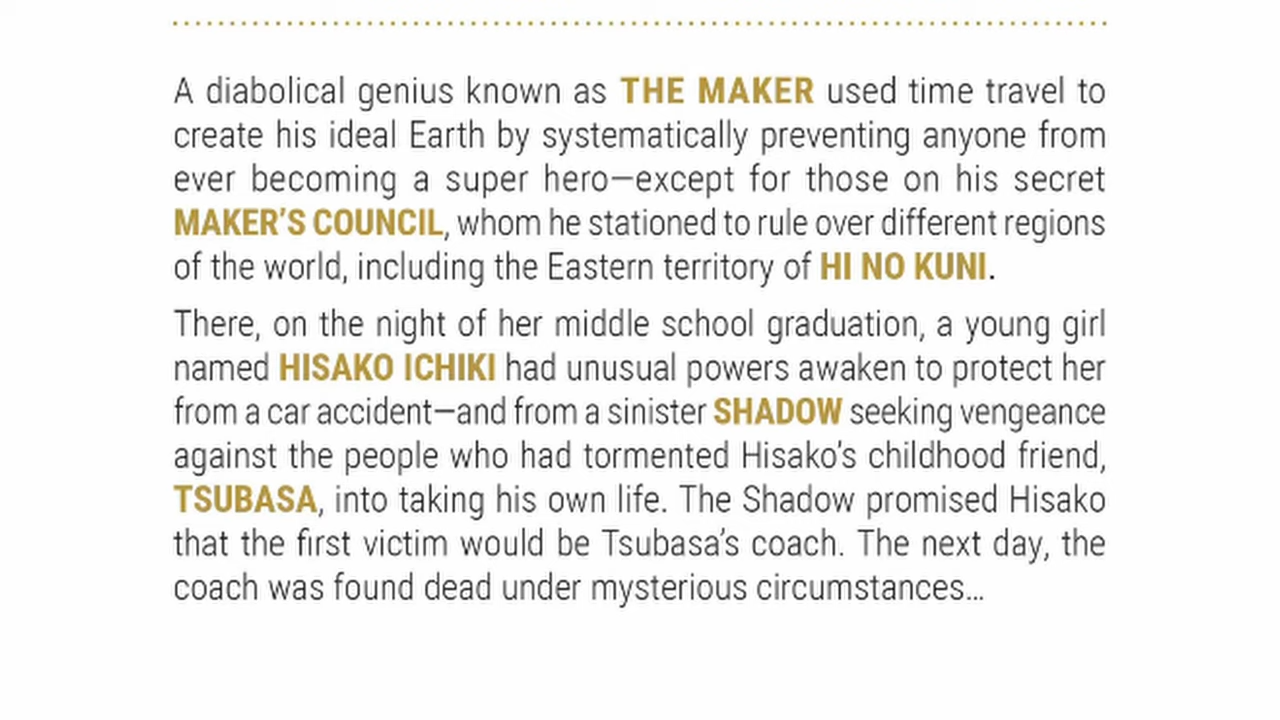 A diabolical genius known as THE MAKER used time travel to
create his ideal Earth by systematically preventing anyone from
ever becoming a super hero—except for those on his secret
MAKER’S COUNCIL, whom he stationed to rule over different regions
of the world, including the Eastern territory of HI NO KUNI.
There, on the night of her middle school graduation, a young girl
named HISAKO ICHIKI had unusual powers awaken to protect her
from a car accident—and from a sinister SHADOW seeking vengeance
against the people who had tormented Hisako’s childhood friend,
TSUBASA, into taking his own life. The Shadow promised Hisako
that the first victim would be Tsubasa’s coach. The next day, the
coach was found dead under mysterious circumstances…